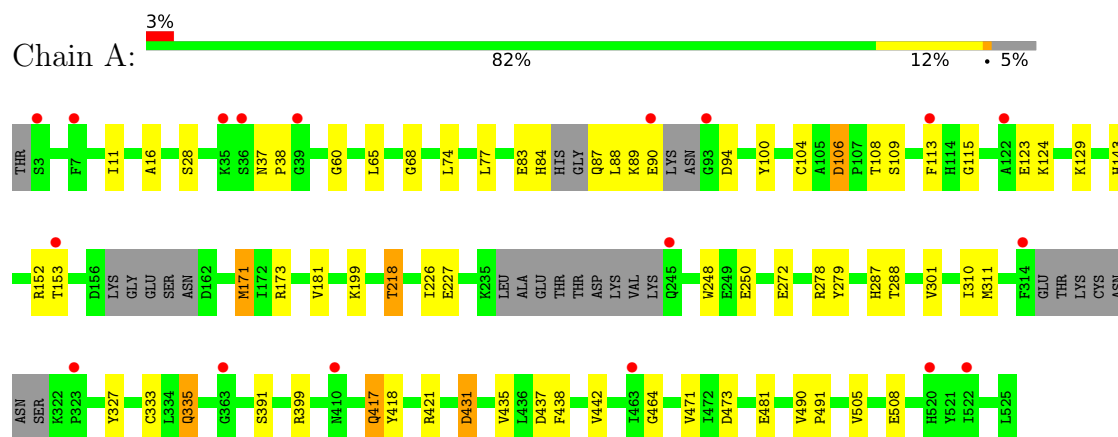 3%
Chain A:
82% 12% • 5%
THR S3 F7 I11 A16 S28 K35 S36 N37 P38 G39 G60 L65 G68 L74 L77 E83 H84 HIS GLY Q87 L88 K89 E90 LYS ASN G93 D94 Y100 C104 A105 D106 P107 T108 S109 F113 H114 G115 A122 E123 K124 K129 H143
R152 T153 D156 LYS GLY GLU SER ASN D162 M171 I172 R173 V181 K199 T218 I226 E227 K235 LEU ALA GLU THR THR ASP LYS VAL LYS Q245 W248 E249 E250 E272 R278 Y279 H287 T288 V301 I310 M311 F314 GLU THR LYS CYS ASN
ASN SER K322 P323 Y327 C333 L334 Q335 G363 S391 R399 N410 Q417 Y418 R421 D431 V435 L436 D437 F438 V442 I463 G464 V471 I472 D473 E481 V490 P491 V505 E508 H520 Y521 I522 L525